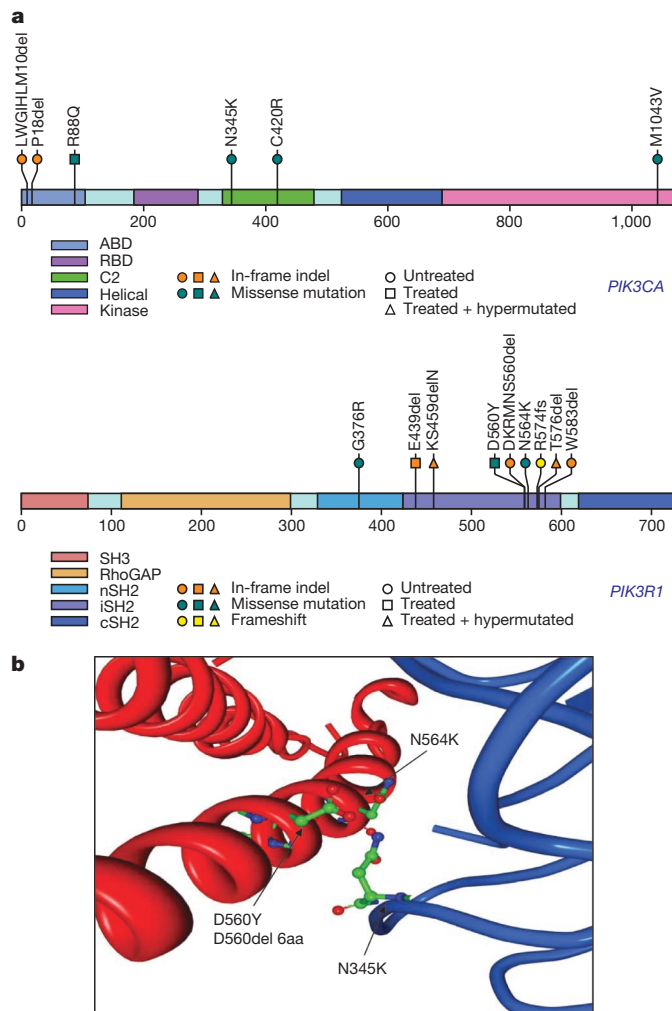 a
LWGIHLM10del
P18del
R88Q
N345K
C420R
M1043V
0
200
400
600
800
1,000
ABD
RBD
C2
Helical
Kinase
In-frame indel
Missense mutation
Untreated
Treated
Treated + hypermutated
PIK3CA
G376R
E439del
KS459delN
D560Y
DKRMNS560del
N564K
R574fs
T576del
W583del
0
100
200
300
400
500
600
700
SH3
RhoGAP
nSH2
iSH2
cSH2
In-frame indel
Missense mutation
Frameshift
Untreated
Treated
Treated + hypermutated
PIK3R1
b
N564K
D560Y
D560del 6aa
N345K